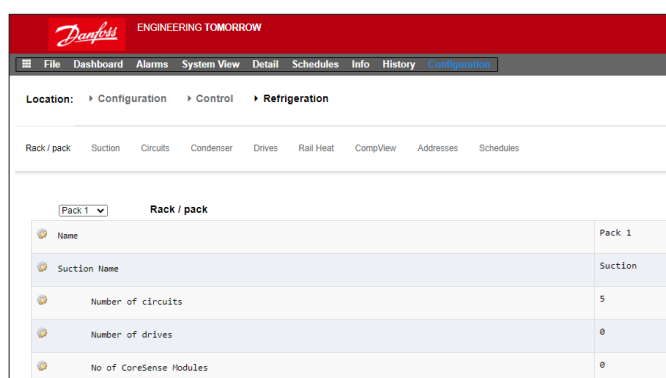 Danfoss ENGINEERING TOMORROW
File Dashboard Alarms System View Detail Schedules Info History Configuration
Location: Configuration Control Refrigeration
Rack / pack Suction Circuits Condenser Drives Rail Heat CompView Addresses Schedules
Pack 1 Rack / pack
Name Pack 1
Suction Name Suction
Number of circuits 5
Number of drives 0
No of CoreSense Modules 0